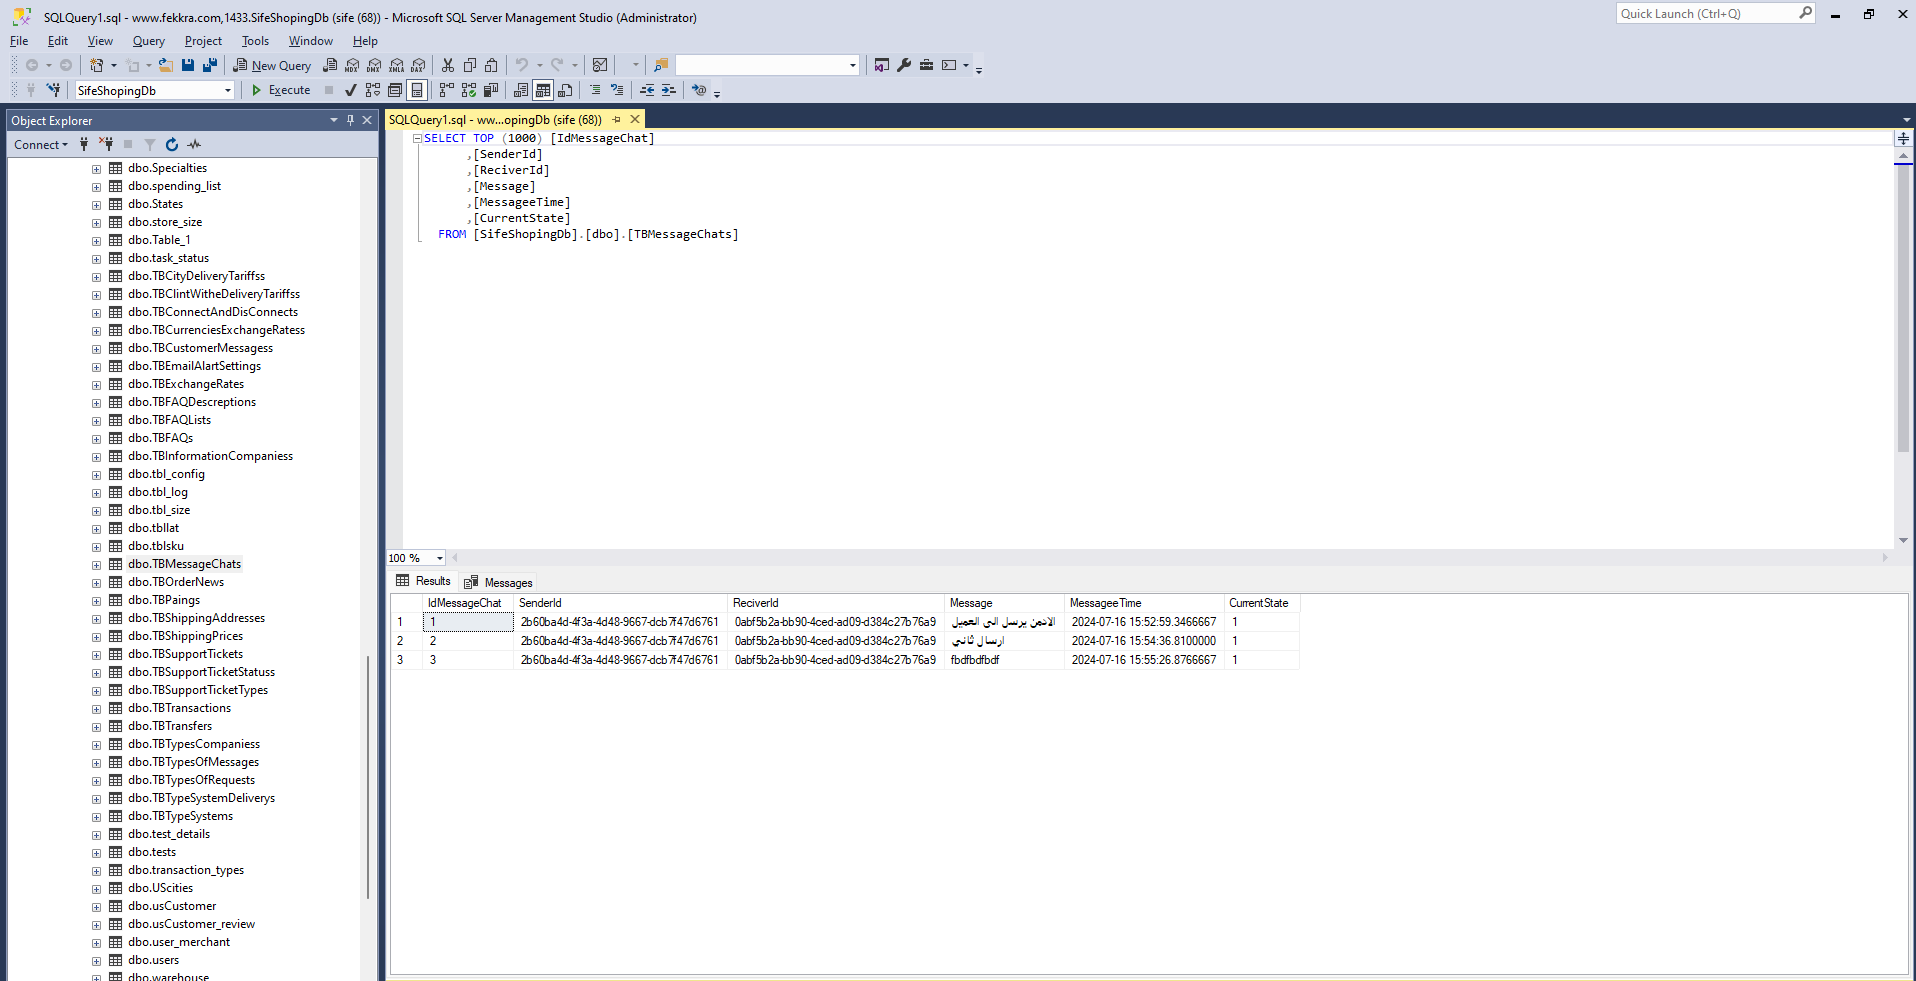 SQLQuery1.sql - www.fekkra.com,1433.SifeShopingDb (sife (68)) - Microsoft SQL Server Management Studio (Administrator)
Quick Launch (Ctrl+Q)
File Edit View Query Project Tools Window Help
New Query MDX DMX XMLA DAX
SifeShopingDb Execute
Object Explorer
Connect
dbo.Specialties
dbo.spending_list
dbo.States
dbo.store_size
dbo.Table_1
dbo.task_status
dbo.TBCityDeliveryTariffss
dbo.TBClintWitheDeliveryTariffss
dbo.TBConnectAndDisConnects
dbo.TBCurrenciesExchangeRatess
dbo.TBCustomerMessagess
dbo.TBEmailAlartSettings
dbo.TBExchangeRates
dbo.TBFAQDescreptions
dbo.TBFAQLists
dbo.TBFAQs
dbo.TBInformationCompaniess
dbo.tbl_config
dbo.tbl_log
dbo.tbl_size
dbo.tbllat
dbo.tblsku
dbo.TBMessageChats
dbo.TBOrderNews
dbo.TBPaings
dbo.TBShippingAddresses
dbo.TBShippingPrices
dbo.TBSupportTickets
dbo.TBSupportTicketStatuss
dbo.TBSupportTicketTypes
dbo.TBTransactions
dbo.TBTransfers
dbo.TBTypesCompaniess
dbo.TBTypesOfMessages
dbo.TBTypesOfRequests
dbo.TBTypeSystemDeliverys
dbo.TBTypeSystems
dbo.test_details
dbo.tests
dbo.transaction_types
dbo.UScities
dbo.usCustomer
dbo.usCustomer_review
dbo.user_merchant
dbo.users
dbo.warehouse
SQLQuery1.sql - ww...opingDb (sife (68))
SELECT TOP (1000) [IdMessageChat]
,[SenderId]
,[ReciverId]
,[Message]
,[MessageeTime]
,[CurrentState]
FROM [SifeShopingDb].[dbo].[TBMessageChats]
100 %
Results Messages
IdMessageChat SenderId ReciverId Message MessageeTime CurrentState
1 1 2b60ba4d-4f3a-4d48-9667-dcb7f47d6761 0abf5b2a-bb90-4ced-ad09-d384c27b76a9 الادمن يرسل الى العميل 2024-07-16 15:52:59.3466667 1
2 2 2b60ba4d-4f3a-4d48-9667-dcb7f47d6761 0abf5b2a-bb90-4ced-ad09-d384c27b76a9 ارسال ثاني 2024-07-16 15:54:36.8100000 1
3 3 2b60ba4d-4f3a-4d48-9667-dcb7f47d6761 0abf5b2a-bb90-4ced-ad09-d384c27b76a9 fbdfbdfbdf 2024-07-16 15:55:26.8766667 1